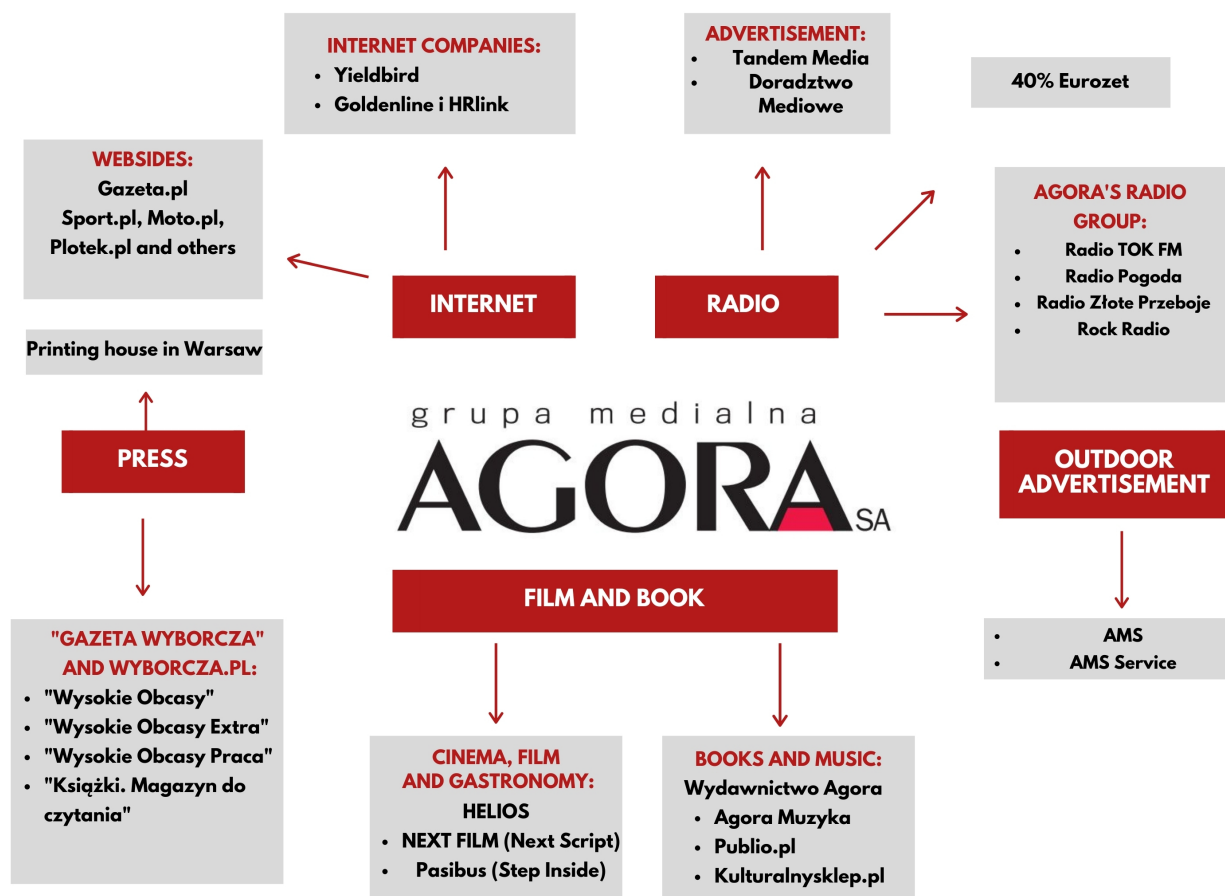 INTERNET COMPANIES:
• Yieldbird
• Goldenline i HRlink
ADVERTISEMENT:
• Tandem Media
• Doradztwo
Mediowe
40% Eurozet
WEBSIDES:
Gazeta.pl
Sport.pl, Moto.pl,
Plotek.pl and others
AGORA'S RADIO
GROUP:
• Radio TOK FM
• Radio Pogoda
• Radio Złote Przeboje
• Rock Radio
INTERNET
RADIO
Printing house in Warsaw
PRESS
grupa medialna
AGORA SA
OUTDOOR
ADVERTISEMENT
FILM AND BOOK
"GAZETA WYBORCZA"
AND WYBORCZA.PL:
• "Wysokie Obcasy"
• "Wysokie Obcasy Extra"
• "Wysokie Obcasy Praca"
• "Książki. Magazyn do
czytania"
• AMS
• AMS Service
CINEMA, FILM
AND GASTRONOMY:
HELIOS
• NEXT FILM (Next Script)
• Pasibus (Step Inside)
BOOKS AND MUSIC:
Wydawnictwo Agora
• Agora Muzyka
• Publio.pl
• Kulturalnysklep.pl